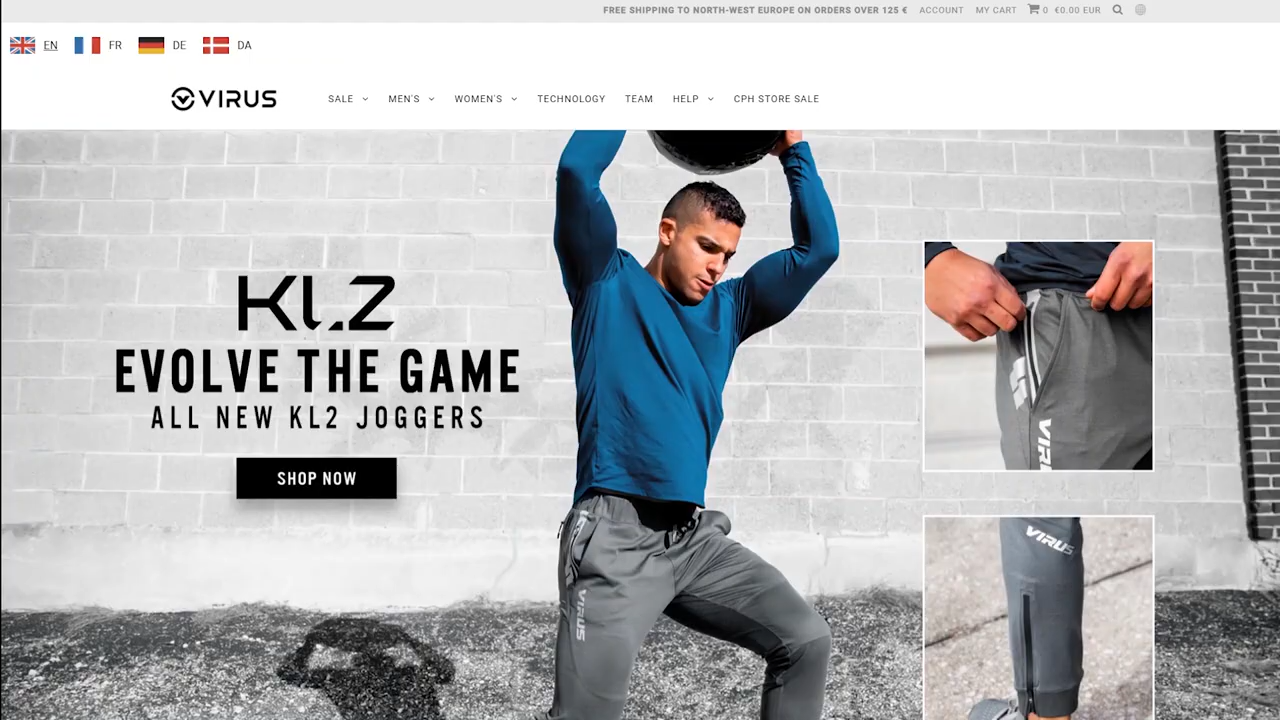 FREE SHIPPING TO NORTH-WEST EUROPE ON ORDERS OVER 125 € ACCOUNT MY CART 0 €0.00 EUR
EN FR DE DA
VIRUS SALE MEN'S WOMEN'S TECHNOLOGY TEAM HELP CPH STORE SALE
KL2
EVOLVE THE GAME
ALL NEW KL2 JOGGERS
SHOP NOW
VIRU
VIRUS
VIRUS